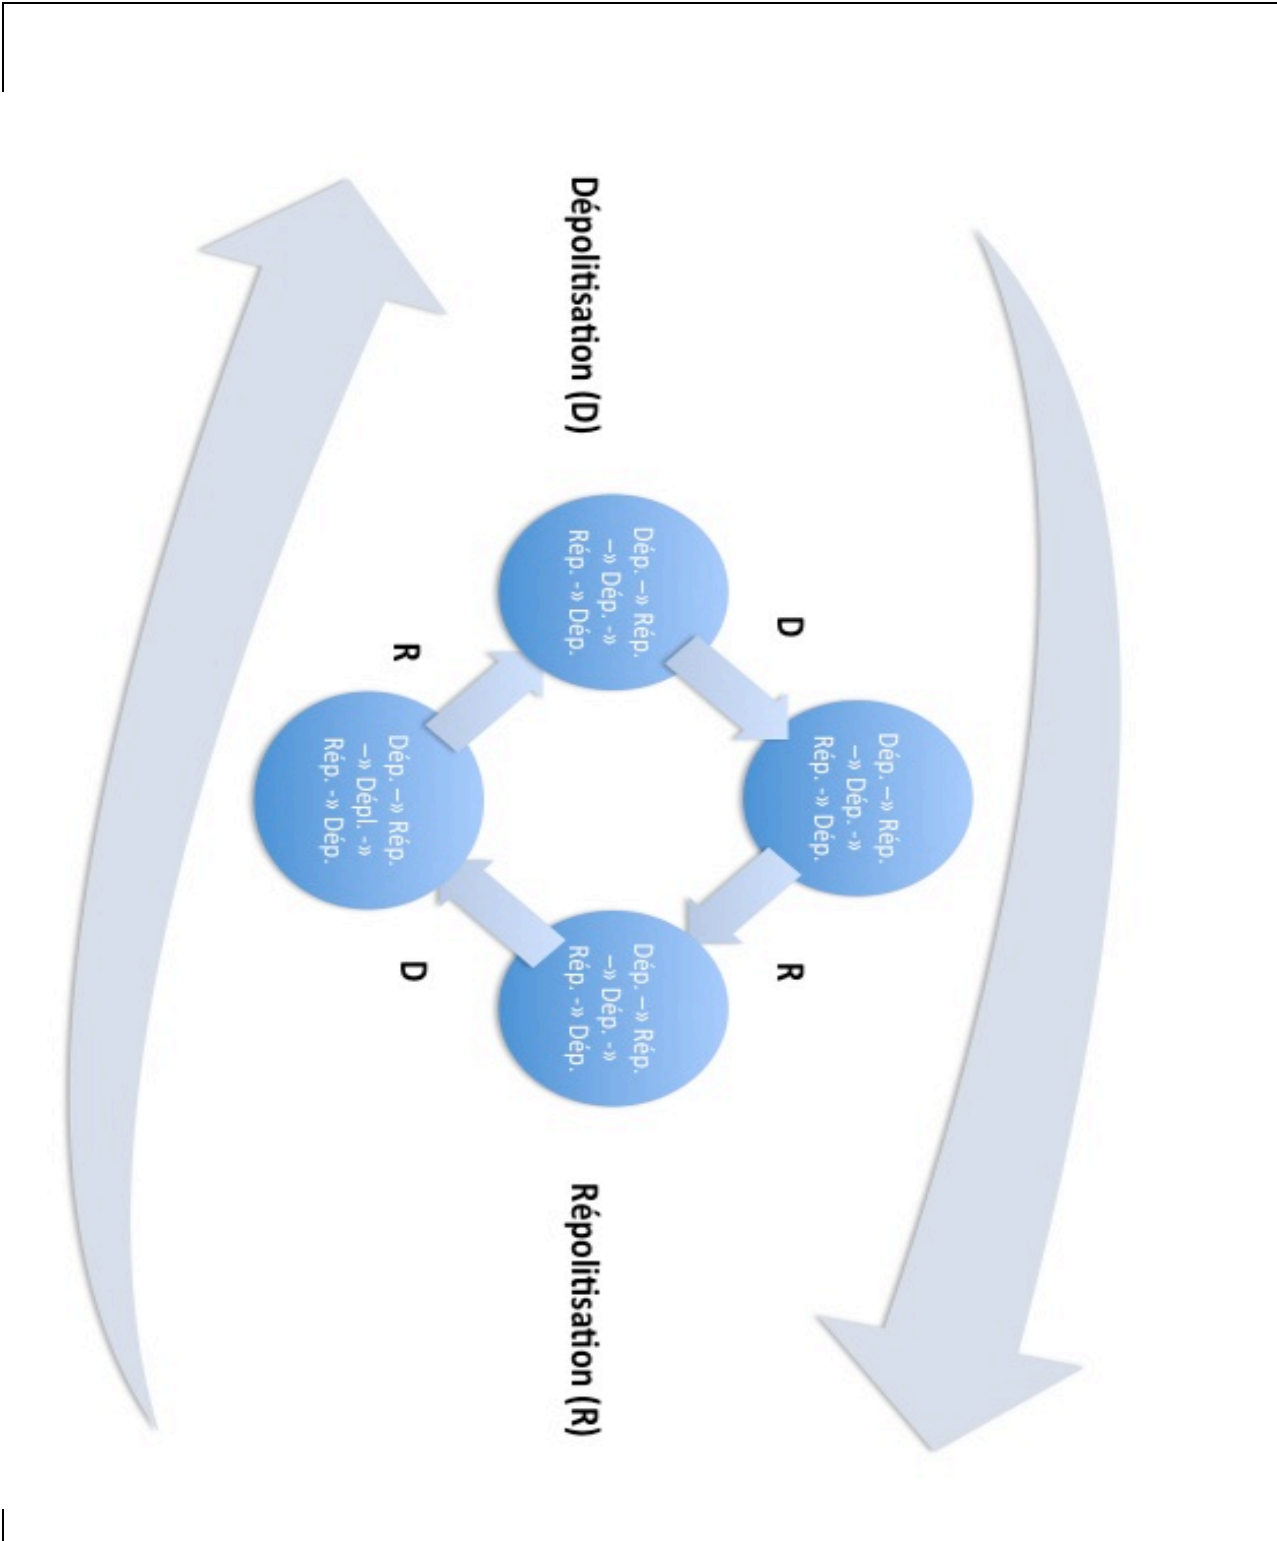 Dép. –» Rép.
–» Dép. -»
Rép. -» Dép.
D
R
Dépolitisation (D)
Dép. –» Rép.
–» Dép. -»
Rép. -» Dép.
Dép. –» Rép.
–» Dép. -»
Rép. -» Dép.
Répolitisation (R)
R
D
Dép. –» Rép.
–» Dépl. -»
Rép. -» Dép.